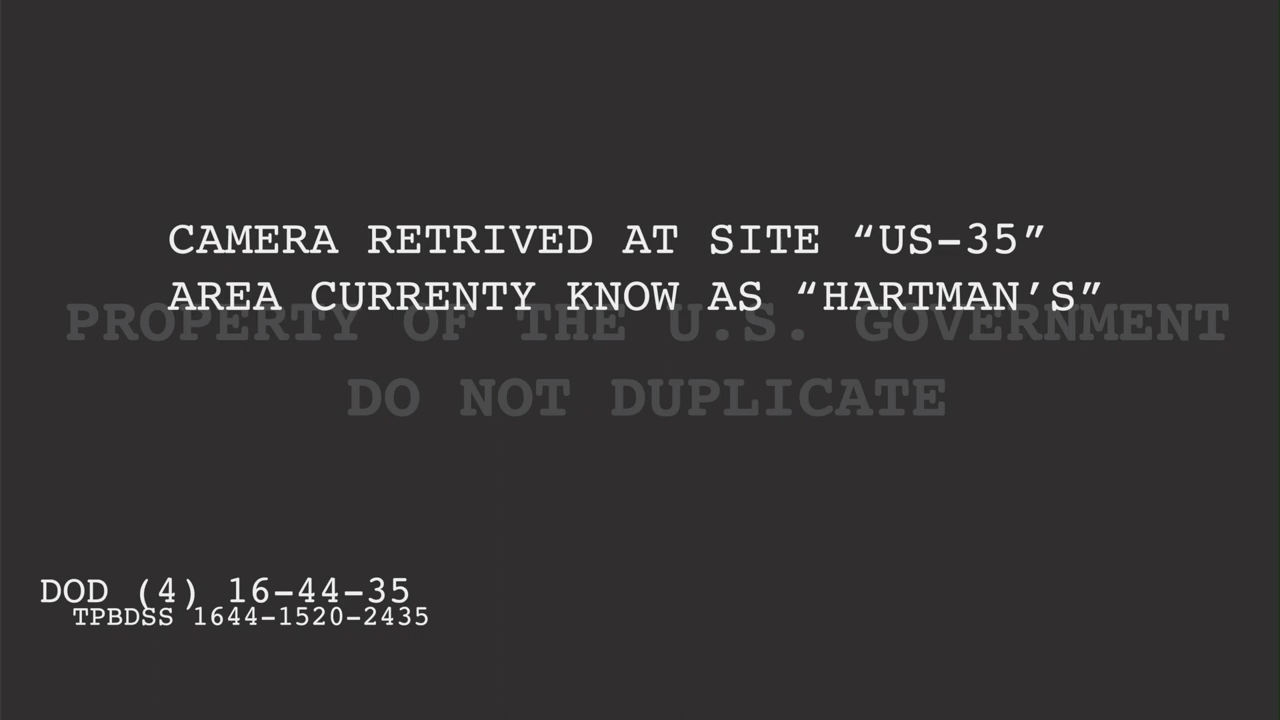 CAMERA RETRIVED AT SITE “US-35”
AREA CURRENTY KNOW AS “HARTMAN’S”
PROPERTY OF THE U.S. GOVERNMENT
DO NOT DUPLICATE
DOD (4) 16-44-35
TPBDSS 1644-1520-2435